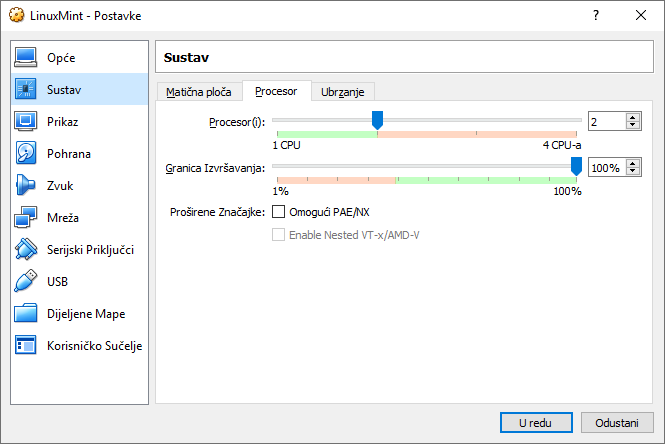 LinuxMint - Postavke
Opće
Sustav
Prikaz
Pohrana
Zvuk
Mreža
Serijski Priključci
USB
Dijeljene Mape
Korisničko Sučelje
Sustav
Matična ploča
Procesor
Ubrzanje
Procesor(i):
2
1 CPU
4 CPU-a
Granica Izvršavanja:
100%
1%
100%
Proširene Značajke:
Omogući PAE/NX
Enable Nested VT-x/AMD-V
U redu
Odustani